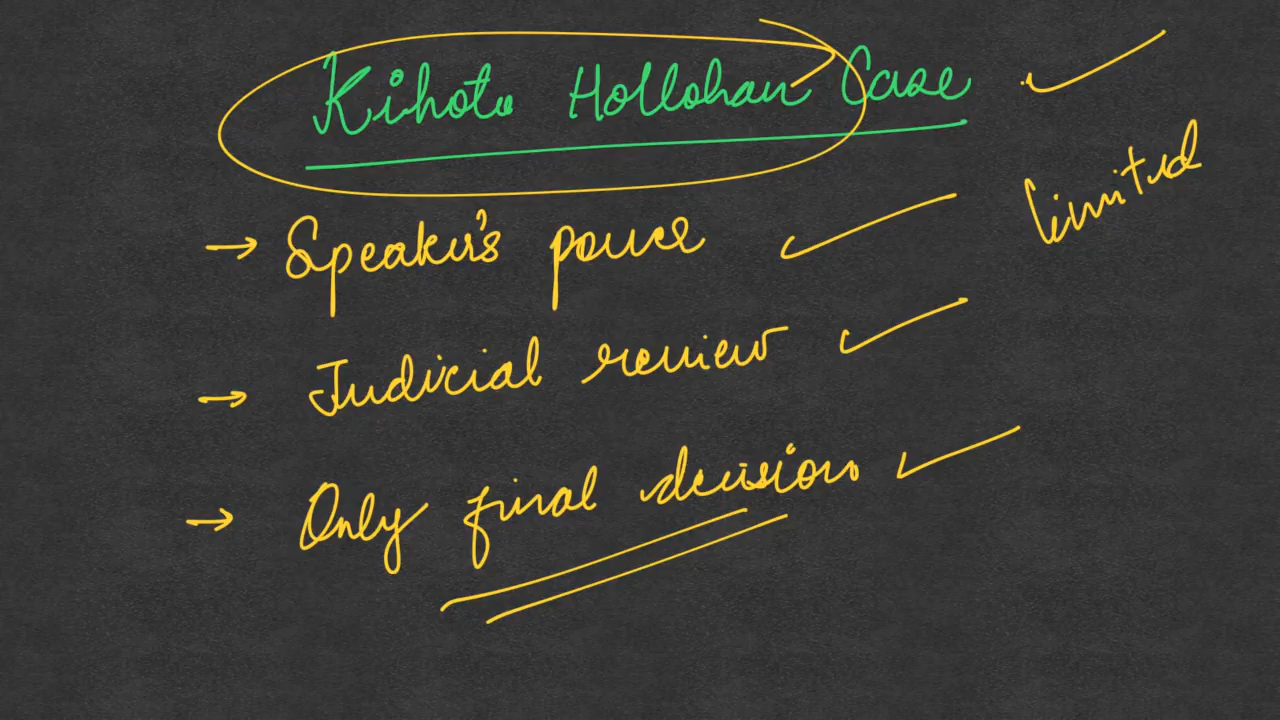 Kihoto Hollohan Case
Limited
Speaker's power
Judicial review
Only final decision